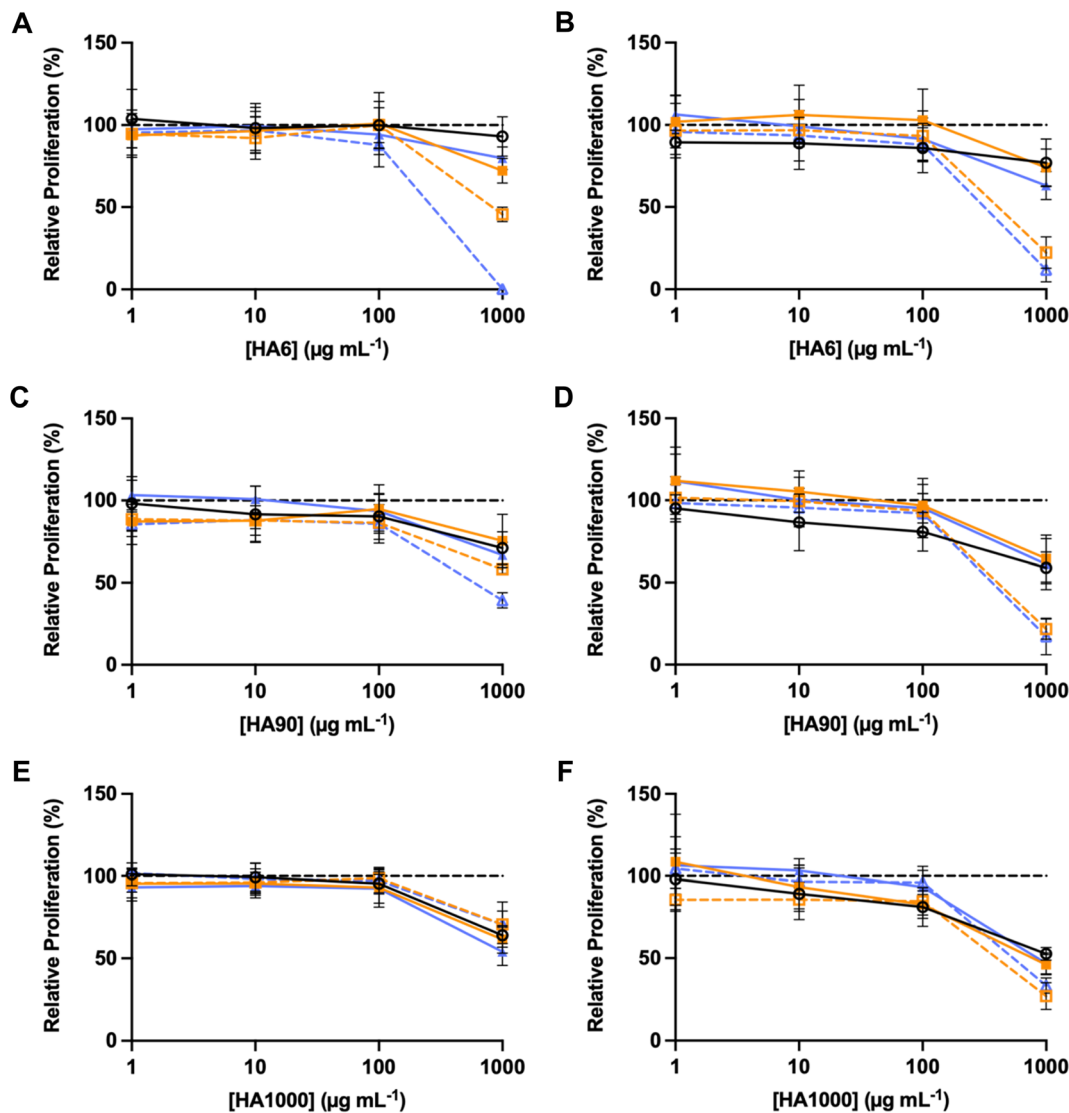 A
Relative Proliferation (%)
150
100
50
0
1 10 100 1000
[HA6] (µg mL-1)
B
Relative Proliferation (%)
150
100
50
0
1 10 100 1000
[HA6] (µg mL-1)
C
Relative Proliferation (%)
150
100
50
0
1 10 100 1000
[HA90] (µg mL-1)
D
Relative Proliferation (%)
150
100
50
0
1 10 100 1000
[HA90] (µg mL-1)
E
Relative Proliferation (%)
150
100
50
0
1 10 100 1000
[HA1000] (µg mL-1)
F
Relative Proliferation (%)
150
100
50
0
1 10 100 1000
[HA1000] (µg mL-1)